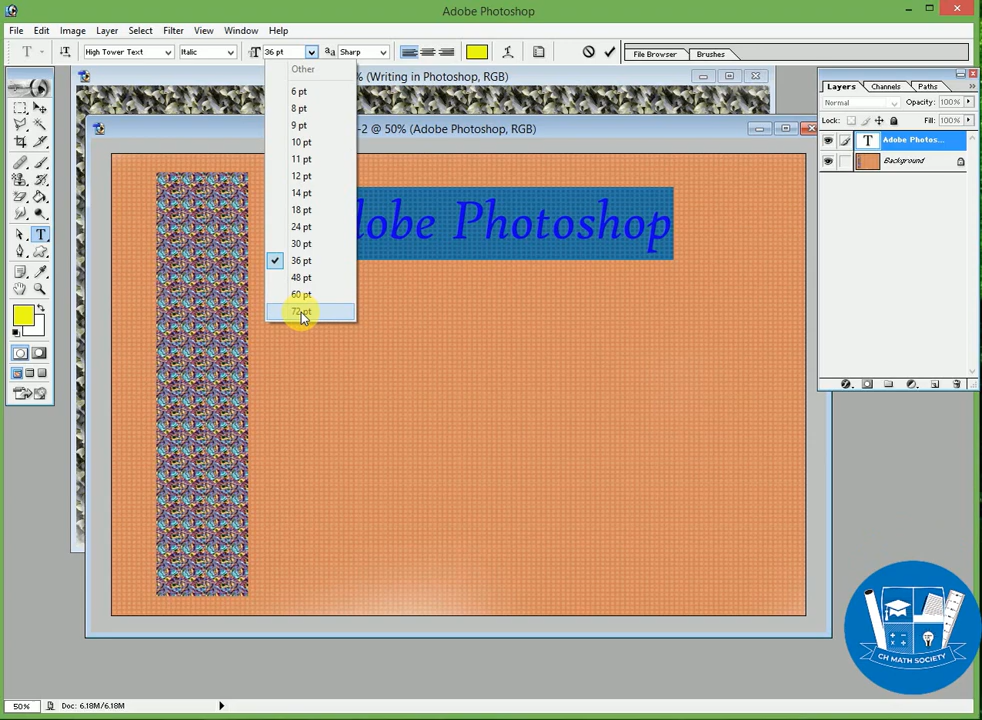 Adobe Photoshop
File Edit Image Layer Select Filter View Window Help
T High Tower Text Italic 36 pt Sharp File Browser Brushes
% (Writing in Photoshop, RGB)
-2 @ 50% (Adobe Photoshop, RGB)
Layers Channels Paths
Normal Opacity: 100%
Lock: Fill: 100%
T Adobe Photos...
Background
Other
6 pt
8 pt
9 pt
10 pt
11 pt
12 pt
14 pt
18 pt
24 pt
30 pt
36 pt
48 pt
60 pt
72 pt
dobe Photoshop
T
CH MATH SOCIETY
50% Doc: 6.18M/6.18M